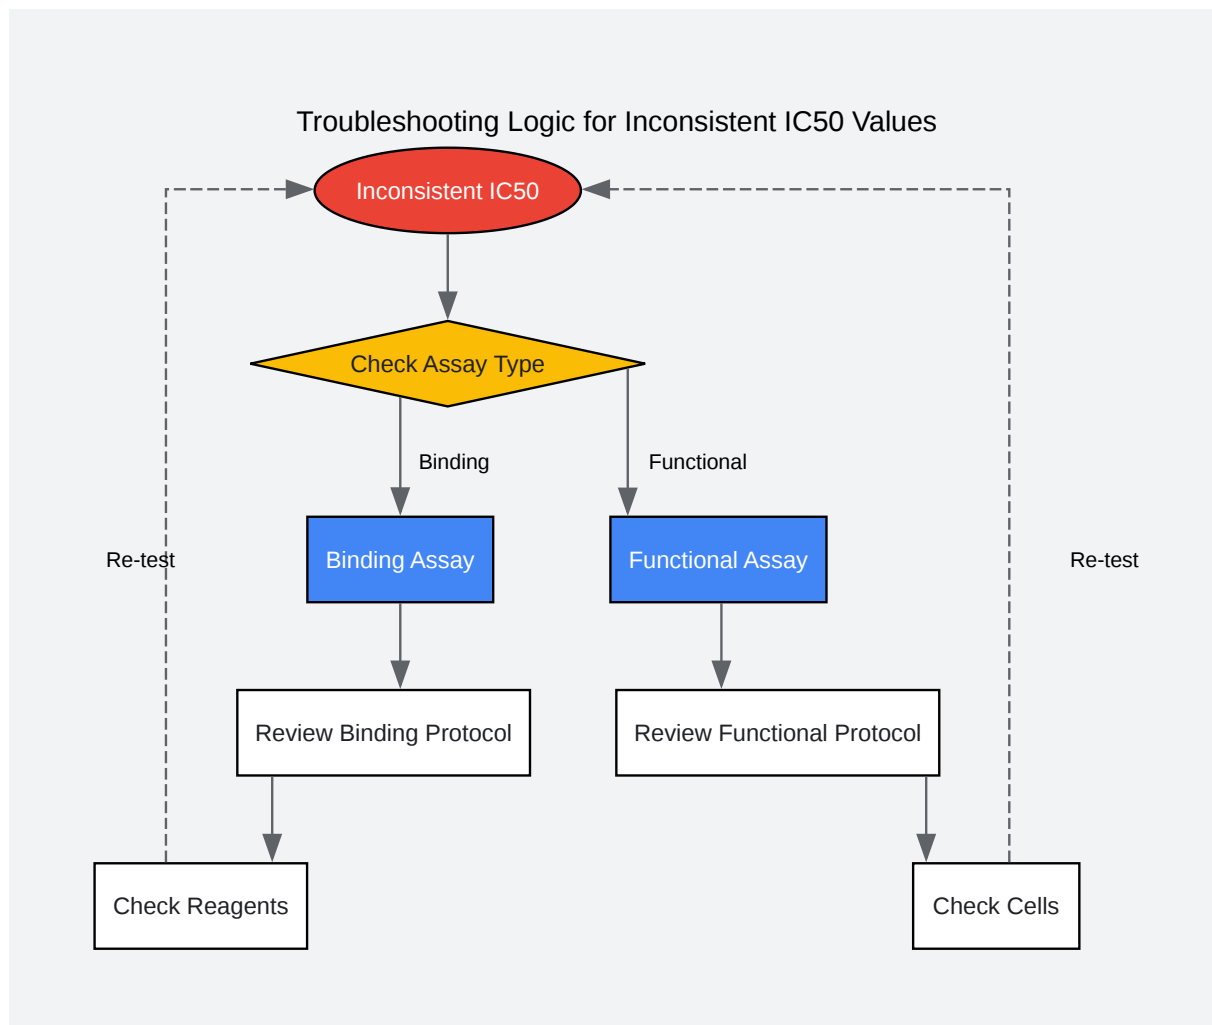 Troubleshooting Logic for Inconsistent IC50 Values
Inconsistent IC50
Check Assay Type
Binding
Functional
Re-test
Binding Assay
Functional Assay
Re-test
Review Binding Protocol
Review Functional Protocol
Check Reagents
Check Cells